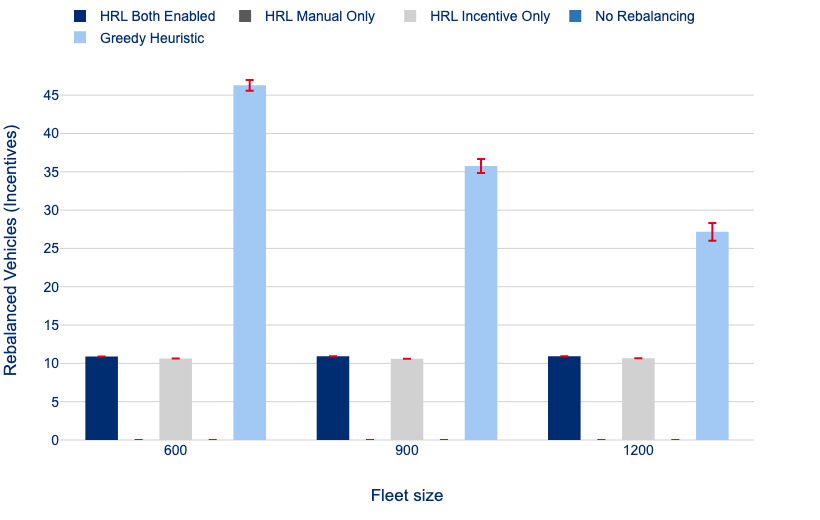 HRL Both Enabled HRL Manual Only HRL Incentive Only No Rebalancing
Greedy Heuristic
Rebalanced Vehicles (Incentives)
45
40
35
30
25
20
15
10
5
0
600 900 1200
Fleet size